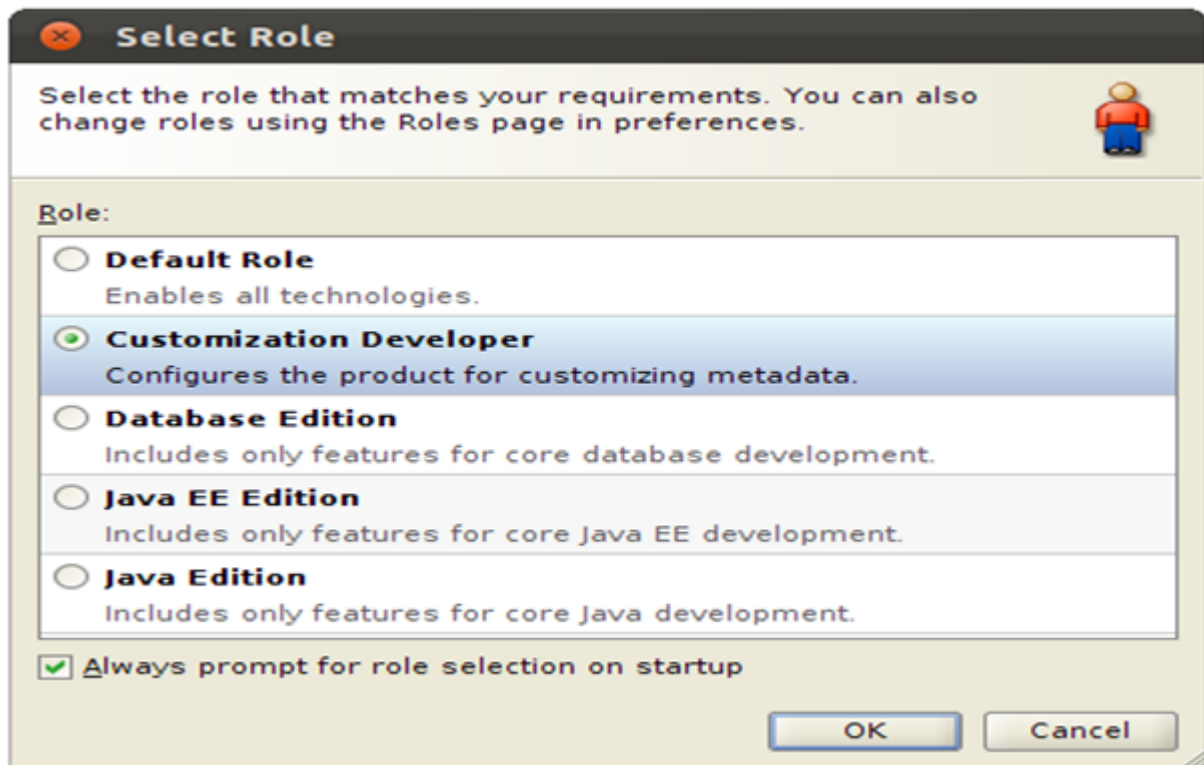 Select Role
Select the role that matches your requirements. You can also
change roles using the Roles page in preferences.
Role:
Default Role
Enables all technologies.
Customization Developer
Configures the product for customizing metadata.
Database Edition
Includes only features for core database development.
Java EE Edition
Includes only features for core Java EE development.
Java Edition
Includes only features for core Java development.
Always prompt for role selection on startup
OK
Cancel